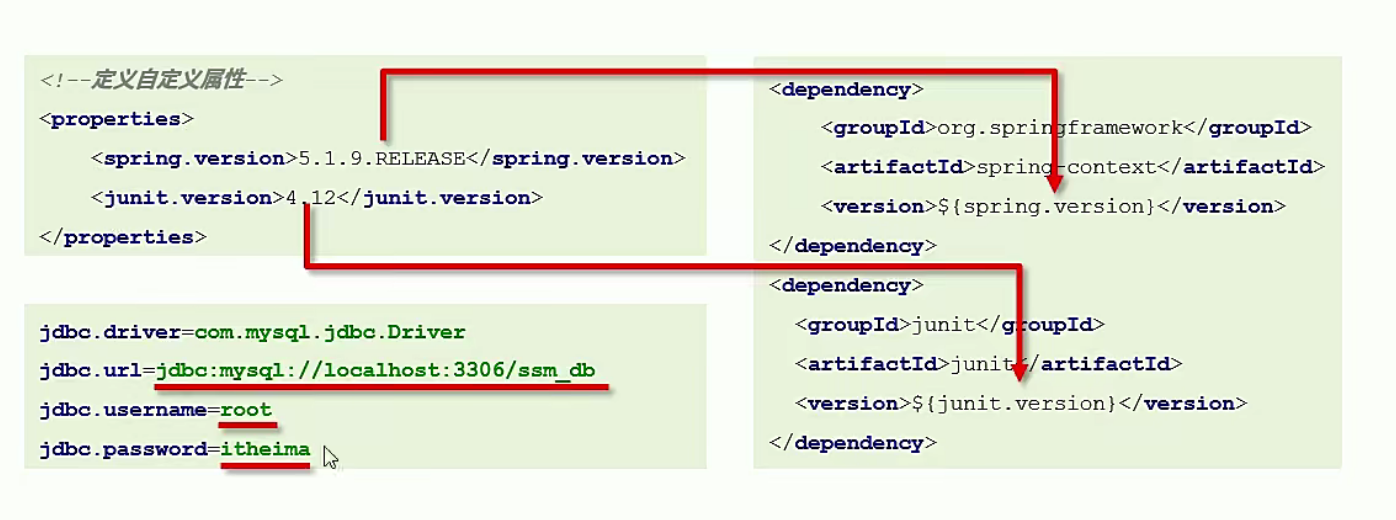 <!--定义自定义属性-->
<properties>
<spring.version>5.1.9.RELEASE</spring.version>
<junit.version>4.12</junit.version>
</properties>
jdbc.driver=com.mysql.jdbc.Driver
jdbc.url=jdbc:mysql://localhost:3306/ssm_db
jdbc.username=root
jdbc.password=itheima
<dependency>
<groupId>org.springframework</groupId>
<artifactId>spring-context</artifactId>
<version>${spring.version}</version>
</dependency>
<dependency>
<groupId>junit</groupId>
<artifactId>junit</artifactId>
<version>${junit.version}</version>
</dependency>